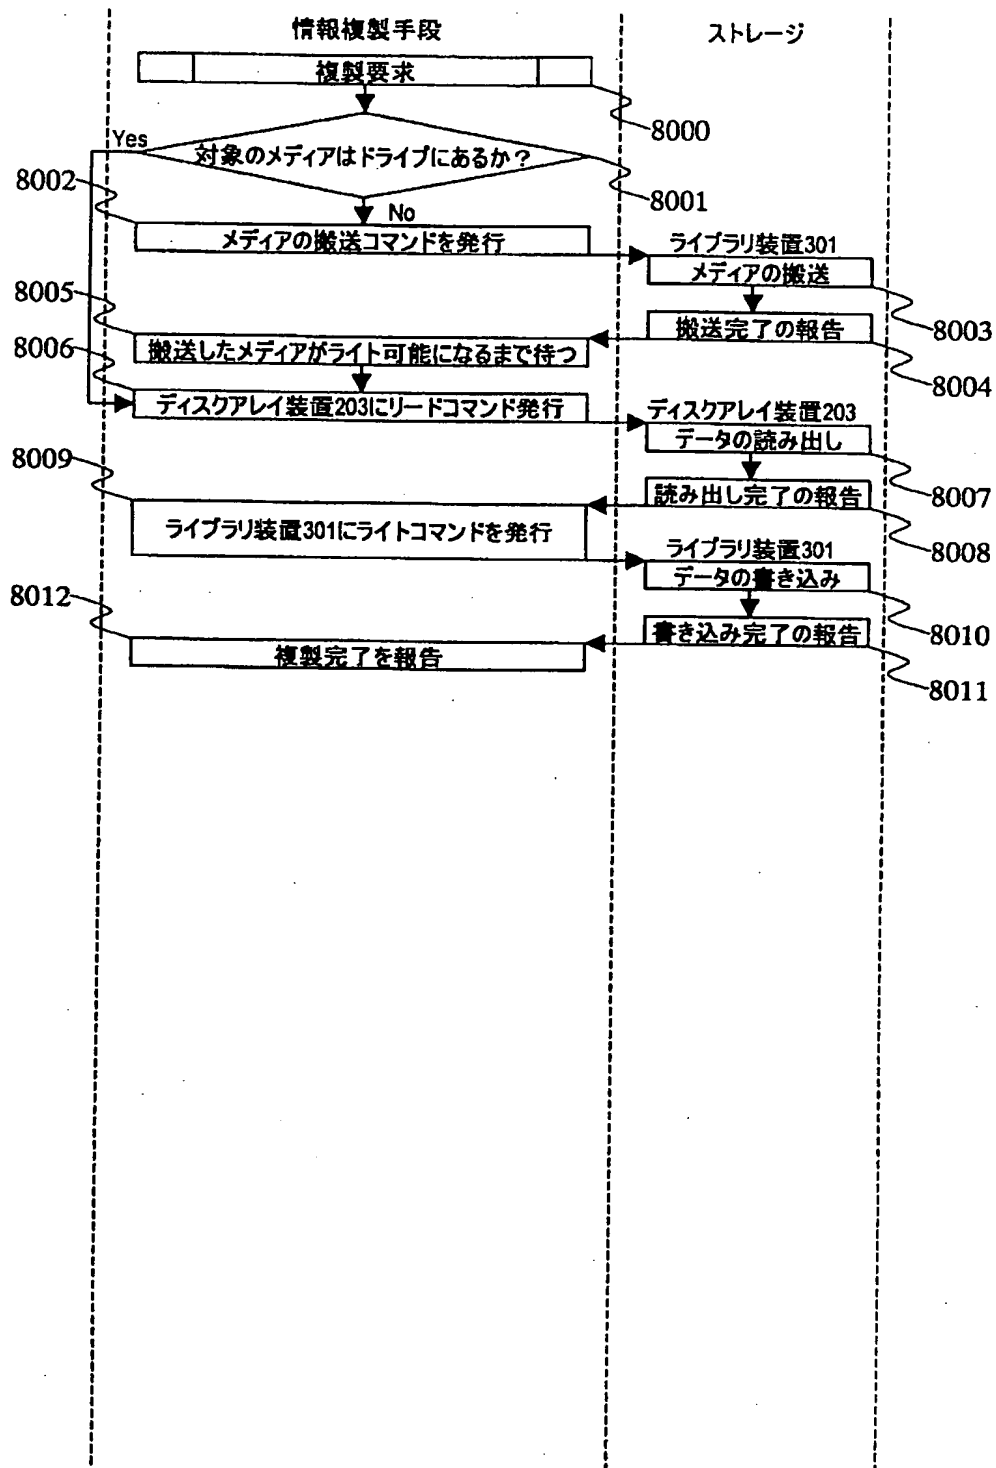 情報複製手段
ストレージ
複製要求
8000
Yes
対象のメディアはドライブにあるか？
8001
8002
No
メディアの搬送コマンドを発行
ライブラリ装置301
メディアの搬送
8003
8005
搬送完了の報告
8004
8006
搬送したメディアがライト可能になるまで待つ
ディスクアレイ装置203にリードコマンド発行
ディスクアレイ装置203
データの読み出し
8007
8009
読み出し完了の報告
8008
ライブラリ装置301にライトコマンドを発行
ライブラリ装置301
データの書き込み
8010
8012
書き込み完了の報告
8011
複製完了を報告